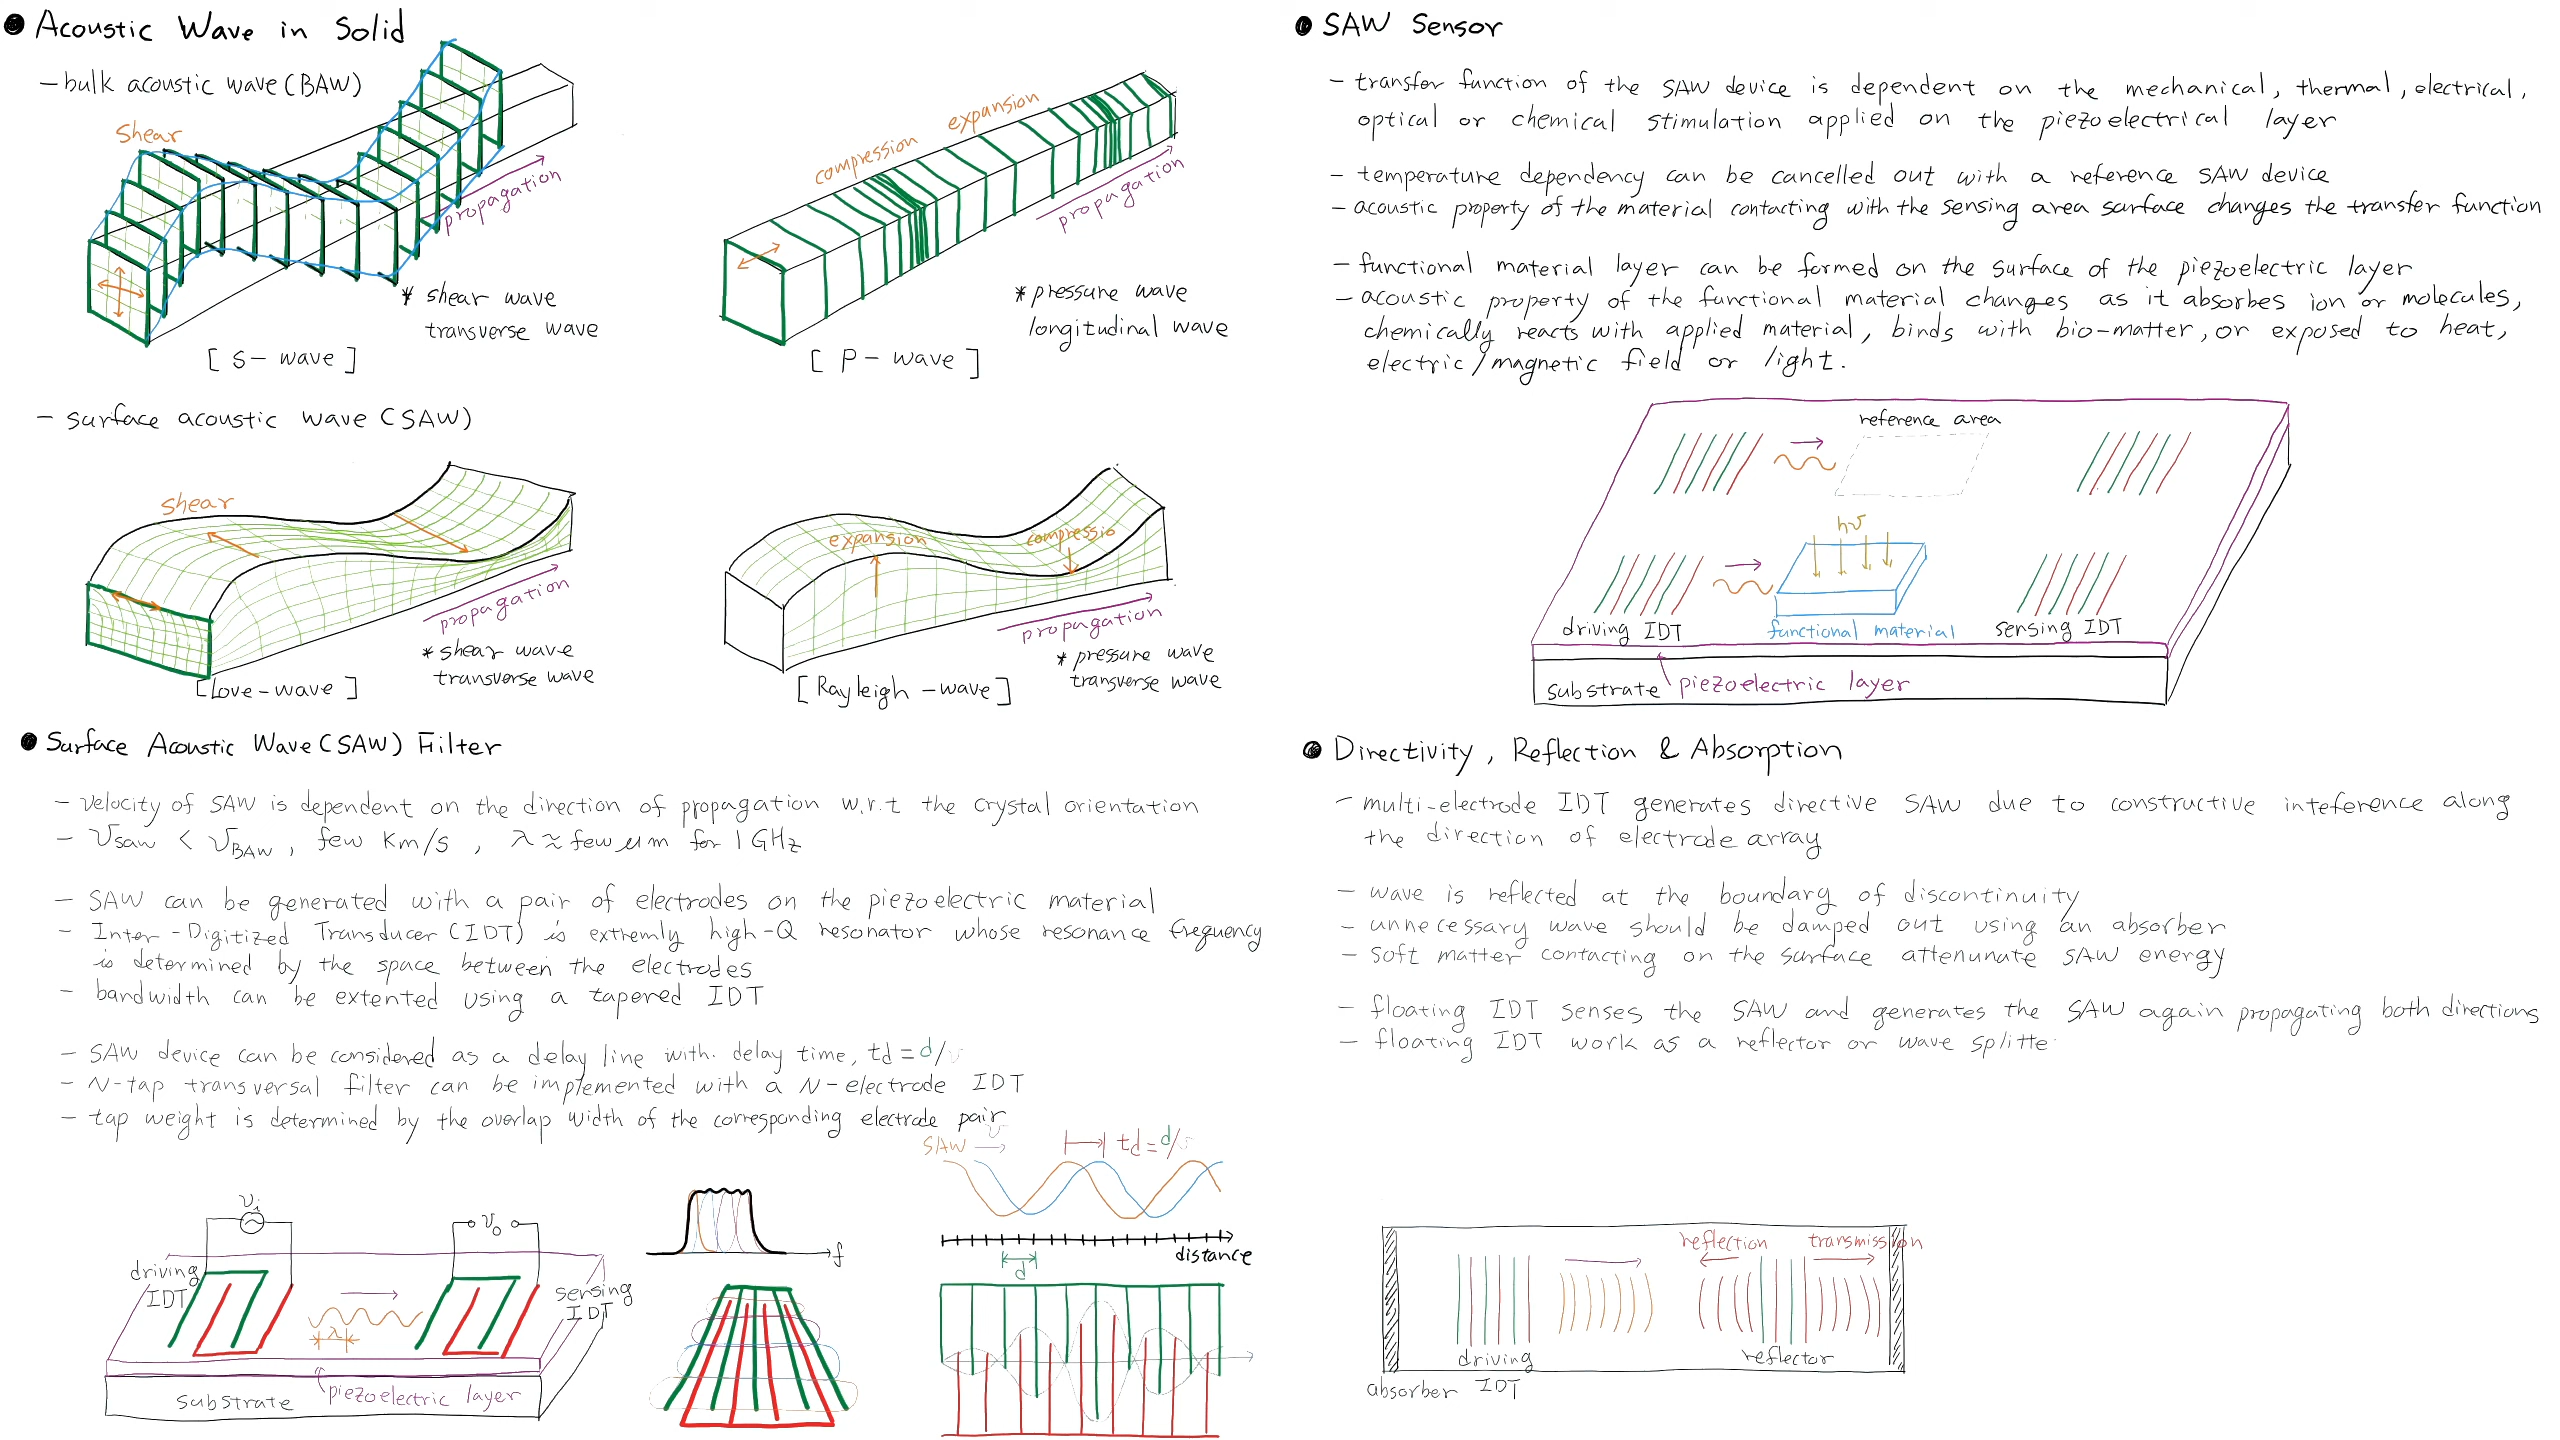 ● Acoustic Wave in Solid
– bulk acoustic wave (BAW)
shear
propagation
* shear wave
transverse wave
[ S - wave ]
compression
expansion
propagation
* pressure wave
longitudinal wave
[ P - wave ]
– surface acoustic wave (SAW)
shear
propagation
* shear wave
transverse wave
[Love-wave ]
expansion
compressio
propagation
* pressure wave
transverse wave
[ Rayleigh -wave ]
● Surface Acoustic Wave (SAW) Filter
– velocity of SAW is dependent on the direction of propagation w.r.t the crystal orientation
– vsaw < vBAW , few Km/s , λ ≈ few μm for 1 GHz
– SAW can be generated with a pair of electrodes on the piezoelectric material
– Inter-Digitized Transducer (IDT) is extremly high-Q resonator whose resonance frequency
is determined by the space between the electrodes
– bandwidth can be extented using a tapered IDT
– SAW device can be considered as a delay line with. delay time, td = d/v
– N-tap transversal filter can be implemented with a N-electrode IDT
– tap weight is determined by the overlap width of the corresponding electrode pair
vi
vo
driving
IDT
λ
sensing
IDT
substrate
piezoelectric layer
f
SAW
td = d/v
distance
d
● SAW Sensor
– transfer function of the SAW device is dependent on the mechanical, thermal, electrical,
optical or chemical stimulation applied on the piezoelectrical layer
– temperature dependency can be cancelled out with a reference SAW device
– acoustic property of the material contacting with the sensing area surface changes the transfer function
– functional material layer can be formed on the surface of the piezoelectric layer
– acoustic property of the functional material changes as it absorbes ion or molecules,
chemically reacts with applied material, binds with bio-matter, or exposed to heat,
electric/magnetic field or light.
reference area
hν
driving IDT
functional material
sensing IDT
substrate
piezoelectric layer
● Directivity, Reflection & Absorption
– multi-electrode IDT generates directive SAW due to constructive inteference along
the direction of electrode array
– wave is reflected at the boundary of discontinuity
– unnecessary wave should be damped out using an absorber
– soft matter contacting on the surface attenunate SAW energy
– floating IDT senses the SAW and generates the SAW again propagating both directions
– floating IDT work as a reflector or wave splitte
reflection
transmission
driving
IDT
reflector
absorber